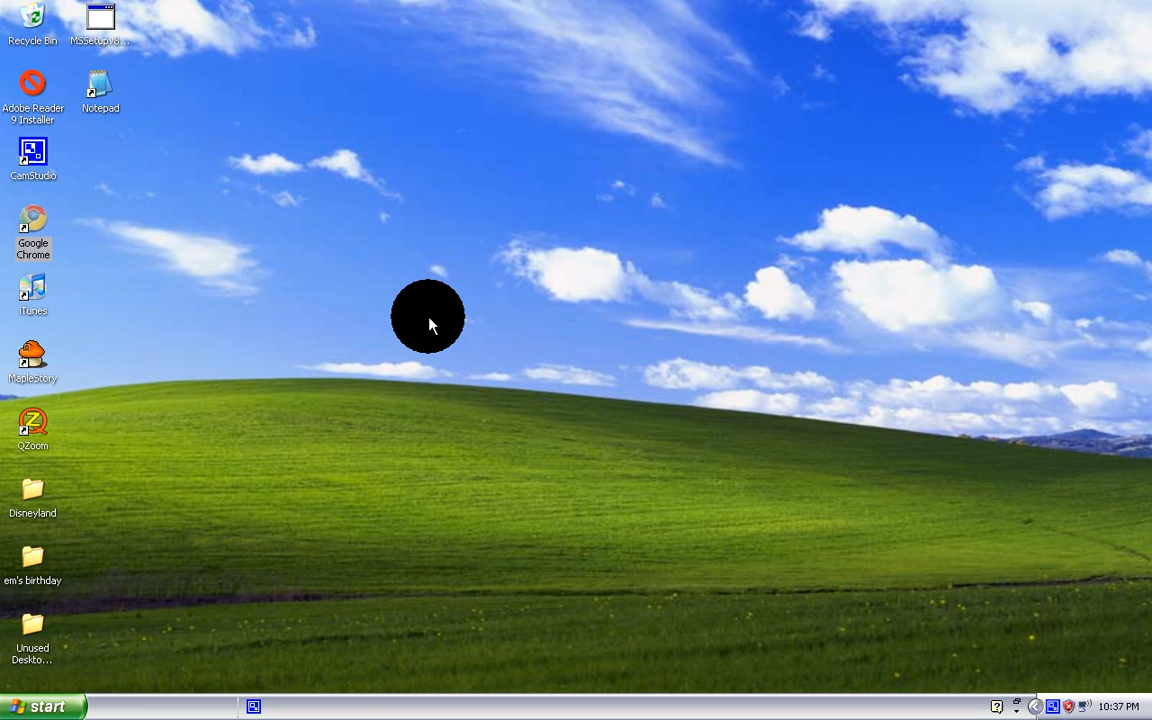 Recycle Bin
MSSetupv8...
Adobe Reader
9 Installer
Notepad
CamStudio
Google
Chrome
iTunes
MapleStory
QZoom
Disneyland
em's birthday
Unused
Deskto...
start
10:37 PM